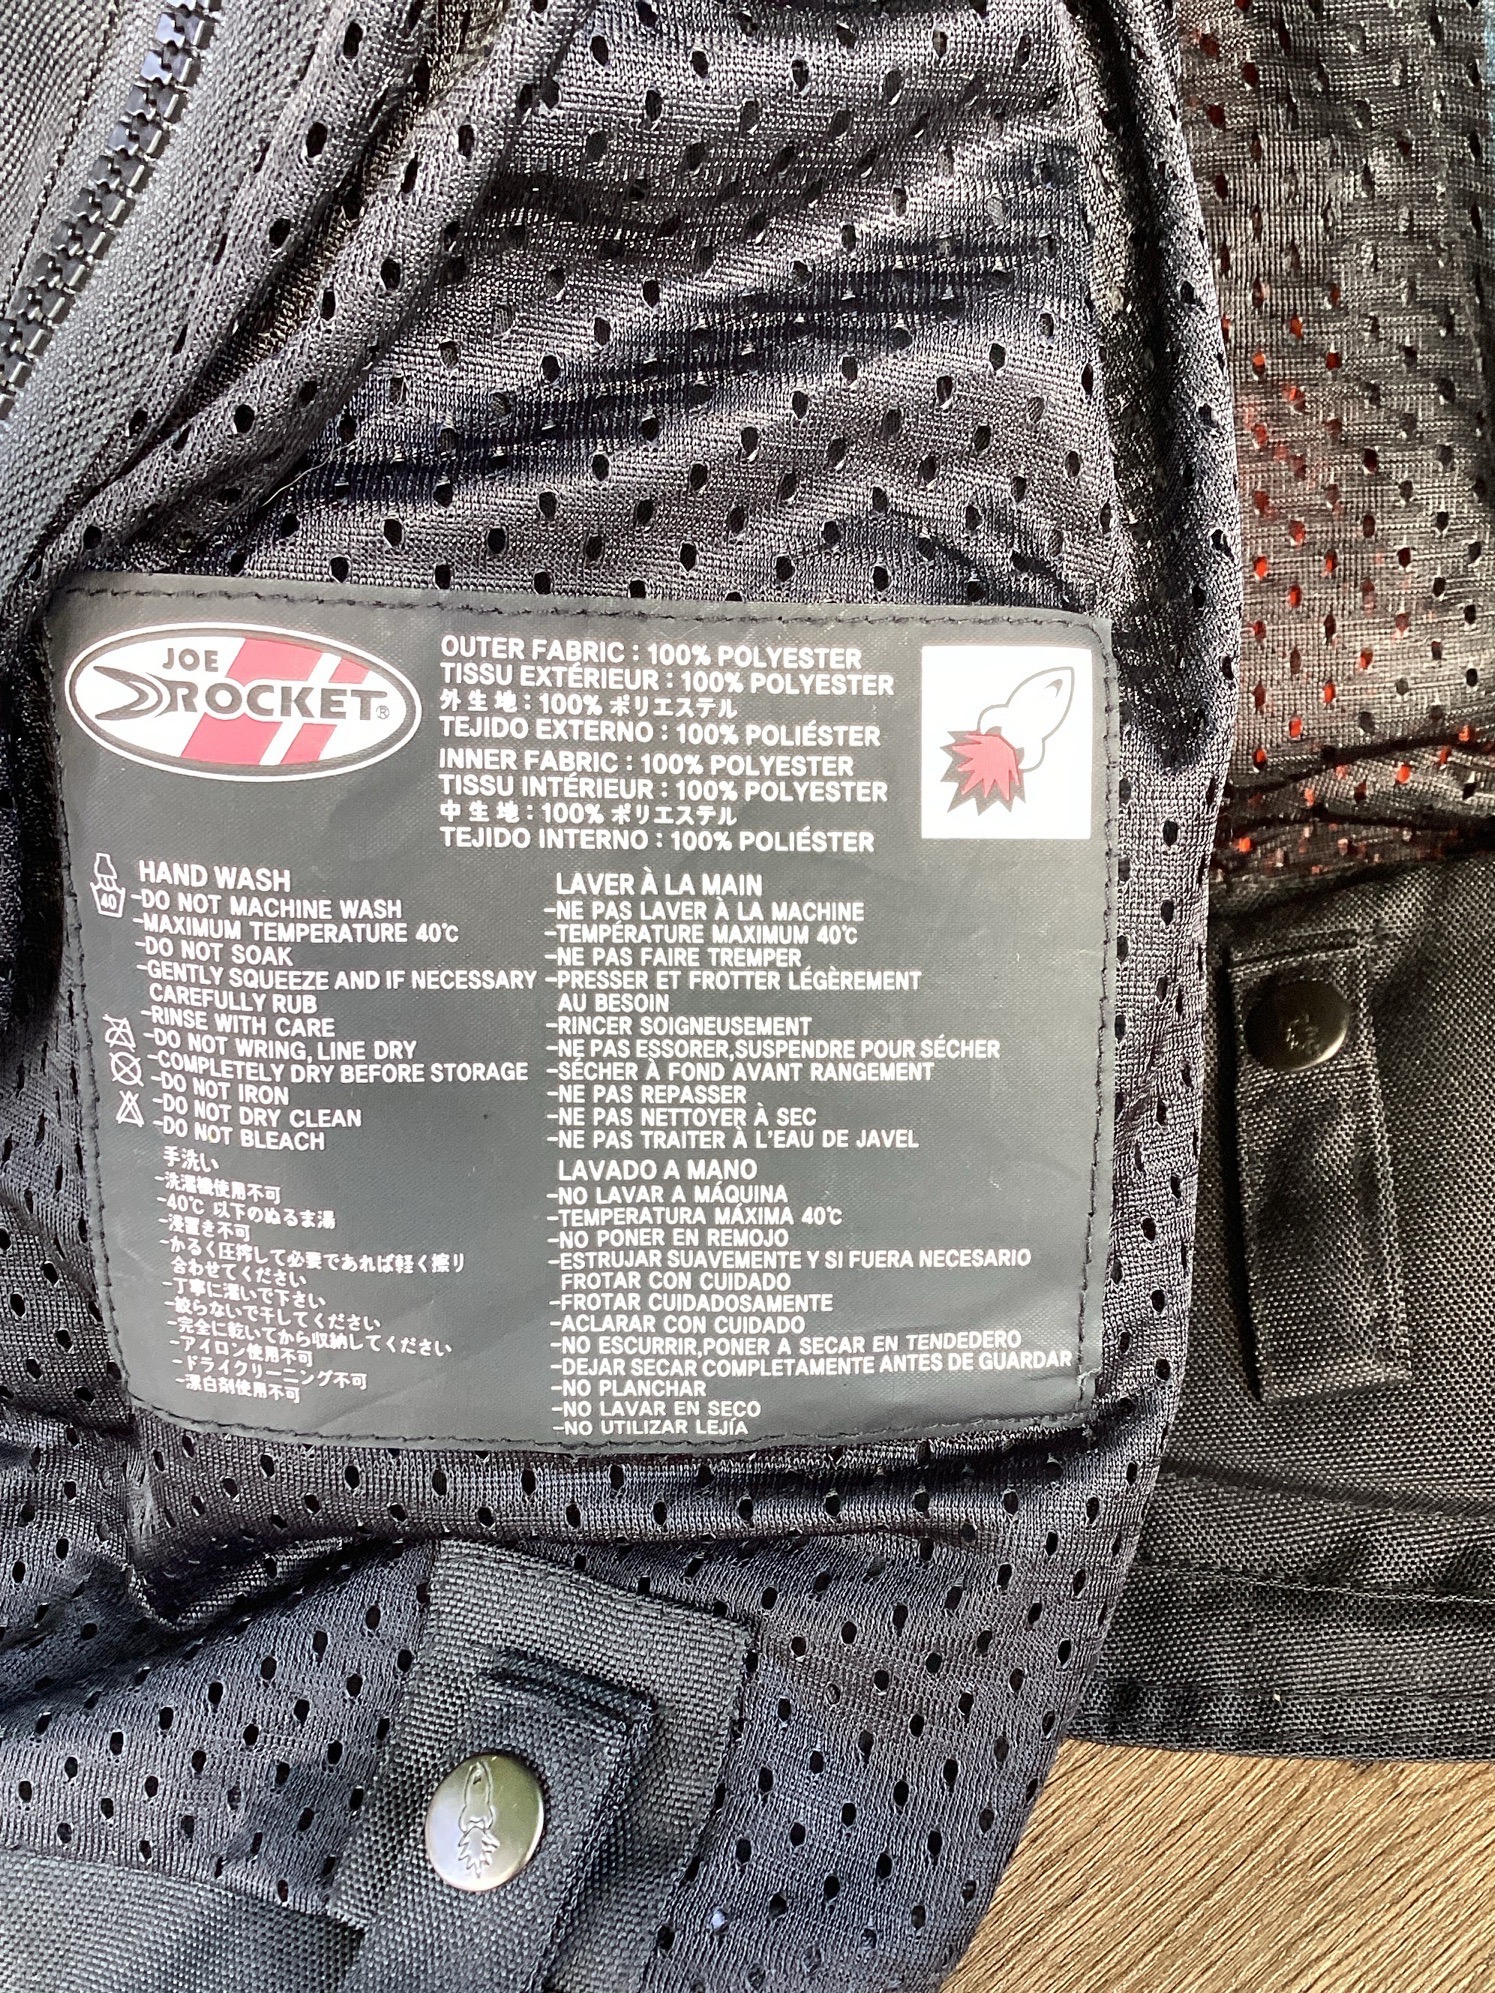 JOE
ROCKET®
OUTER FABRIC : 100% POLYESTER
TISSU EXTÉRIEUR : 100% POLYESTER
外生地 : 100% ポリエステル
TEJIDO EXTERNO : 100% POLIÉSTER
INNER FABRIC : 100% POLYESTER
TISSU INTÉRIEUR : 100% POLYESTER
中生地 : 100% ポリエステル
TEJIDO INTERNO : 100% POLIÉSTER
40
HAND WASH
-DO NOT MACHINE WASH
-MAXIMUM TEMPERATURE 40℃
-DO NOT SOAK
-GENTLY SQUEEZE AND IF NECESSARY
CAREFULLY RUB
-RINSE WITH CARE
-DO NOT WRING, LINE DRY
-COMPLETELY DRY BEFORE STORAGE
-DO NOT IRON
-DO NOT DRY CLEAN
-DO NOT BLEACH
手洗い
-洗濯機使用不可
-40℃ 以下のぬるま湯
-浸置き不可
-かるく圧搾して必要であれば軽く擦り
合わせてください
-丁寧に濯いで下さい
-絞らないで干してください
-完全に乾いてから収納してください
-アイロン使用不可
-ドライクリーニング不可
-漂白剤使用不可
LAVER À LA MAIN
-NE PAS LAVER À LA MACHINE
-TEMPÉRATURE MAXIMUM 40℃
-NE PAS FAIRE TREMPER
-PRESSER ET FROTTER LÉGÈREMENT
AU BESOIN
-RINCER SOIGNEUSEMENT
-NE PAS ESSORER,SUSPENDRE POUR SÉCHER
-SÉCHER À FOND AVANT RANGEMENT
-NE PAS REPASSER
-NE PAS NETTOYER À SEC
-NE PAS TRAITER À L'EAU DE JAVEL
LAVADO A MANO
-NO LAVAR A MÁQUINA
-TEMPERATURA MÁXIMA 40℃
-NO PONER EN REMOJO
-ESTRUJAR SUAVEMENTE Y SI FUERA NECESARIO
FROTAR CON CUIDADO
-FROTAR CUIDADOSAMENTE
-ACLARAR CON CUIDADO
-NO ESCURRIR,PONER A SECAR EN TENDEDERO
-DEJAR SECAR COMPLETAMENTE ANTES DE GUARDAR
-NO PLANCHAR
-NO LAVAR EN SECO
-NO UTILIZAR LEJÍA